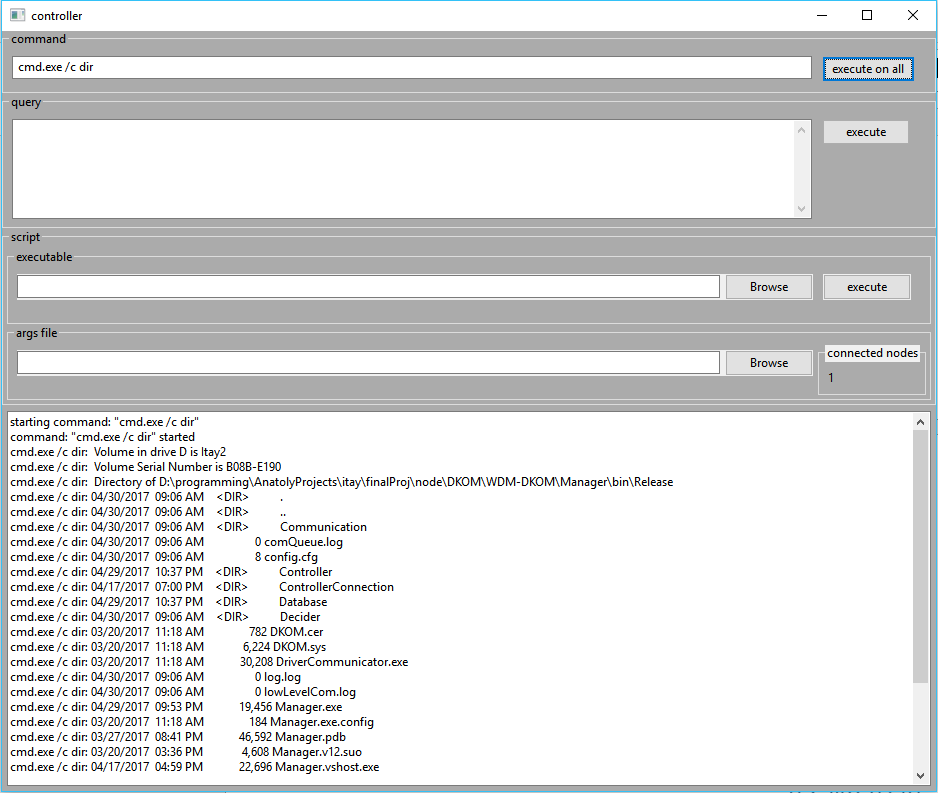 controller
command
cmd.exe /c dir
execute on all
query
execute
script
executable
Browse
execute
args file
Browse
connected nodes
1
starting command: "cmd.exe /c dir"
command: "cmd.exe /c dir" started
cmd.exe /c dir:  Volume in drive D is Itay2
cmd.exe /c dir:  Volume Serial Number is B08B-E190
cmd.exe /c dir:  Directory of D:\programming\AnatolyProjects\itay\finalProj\node\DKOM\WDM-DKOM\Manager\bin\Release
cmd.exe /c dir: 04/30/2017  09:06 AM    <DIR>          .
cmd.exe /c dir: 04/30/2017  09:06 AM    <DIR>          ..
cmd.exe /c dir: 04/30/2017  09:06 AM    <DIR>          Communication
cmd.exe /c dir: 04/30/2017  09:06 AM                 0 comQueue.log
cmd.exe /c dir: 04/30/2017  09:06 AM                 8 config.cfg
cmd.exe /c dir: 04/29/2017  10:37 PM    <DIR>          Controller
cmd.exe /c dir: 04/17/2017  07:00 PM    <DIR>          ControllerConnection
cmd.exe /c dir: 04/29/2017  10:37 PM    <DIR>          Database
cmd.exe /c dir: 04/30/2017  09:06 AM    <DIR>          Decider
cmd.exe /c dir: 03/20/2017  11:18 AM               782 DKOM.cer
cmd.exe /c dir: 03/20/2017  11:18 AM             6,224 DKOM.sys
cmd.exe /c dir: 03/20/2017  11:18 AM            30,208 DriverCommunicator.exe
cmd.exe /c dir: 04/30/2017  09:06 AM                 0 log.log
cmd.exe /c dir: 04/30/2017  09:06 AM                 0 lowLevelCom.log
cmd.exe /c dir: 04/29/2017  09:53 PM            19,456 Manager.exe
cmd.exe /c dir: 03/20/2017  11:18 AM               184 Manager.exe.config
cmd.exe /c dir: 03/27/2017  08:41 PM            46,592 Manager.pdb
cmd.exe /c dir: 03/20/2017  03:36 PM             4,608 Manager.v12.suo
cmd.exe /c dir: 04/17/2017  04:59 PM            22,696 Manager.vshost.exe